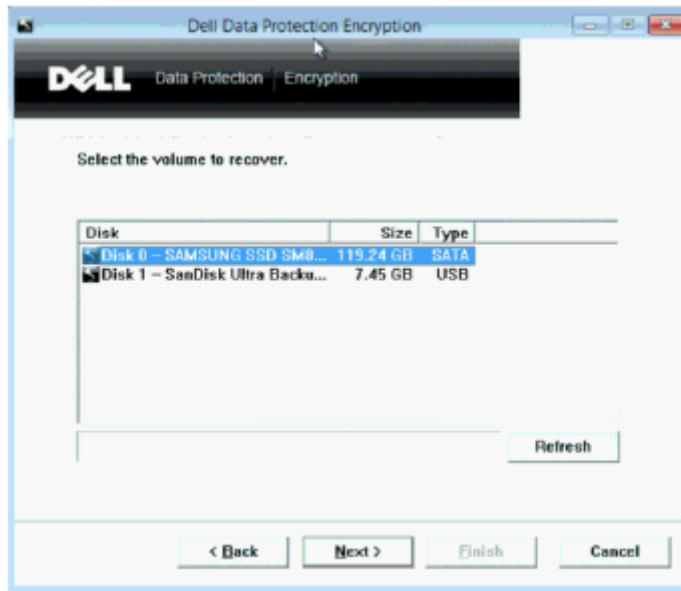 Dell Data Protection Encryption
DELL Data Protection | Encryption
Select the volume to recover.
Disk Size Type
Disk 0 – SAMSUNG SSD SM8... 119.24 GB SATA
Disk 1 – SanDisk Ultra Backu... 7.45 GB USB
Refresh
< Back Next > Finish Cancel